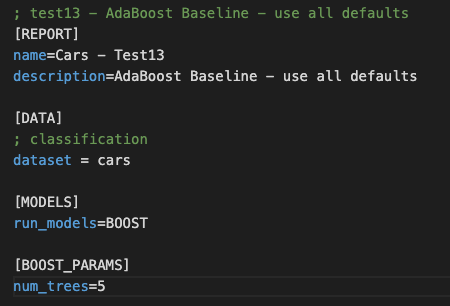 ; test13 - AdaBoost Baseline - use all defaults
[REPORT]
name=Cars - Test13
description=AdaBoost Baseline - use all defaults
[DATA]
; classification
dataset = cars
[MODELS]
run_models=BOOST
[BOOST_PARAMS]
num_trees=5